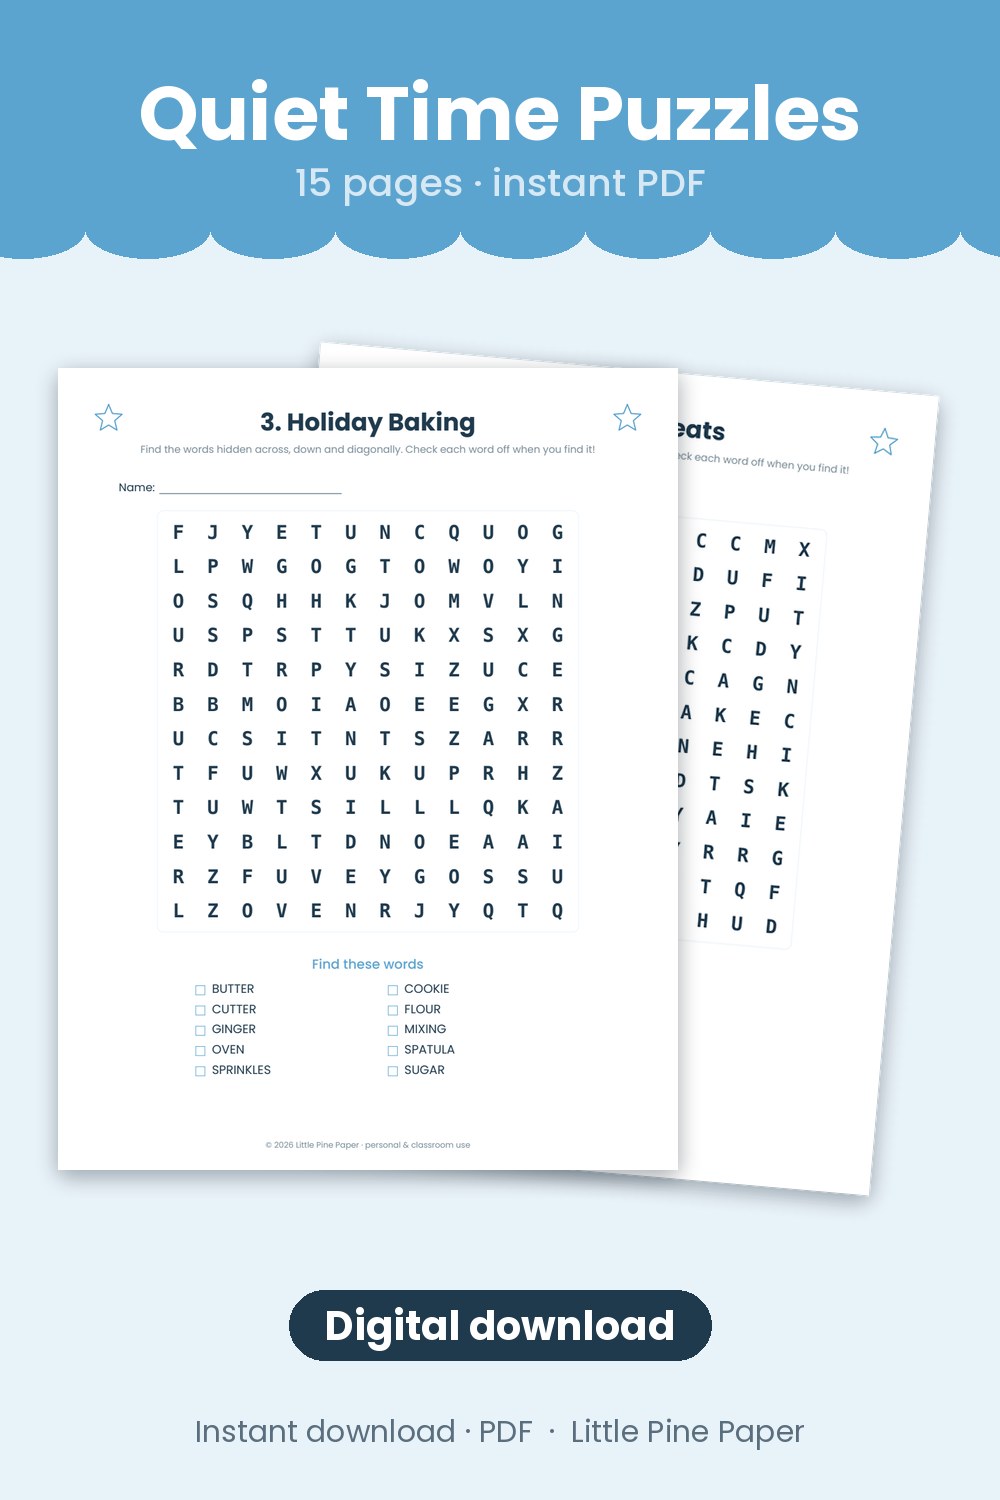 Quiet Time Puzzles
15 pages · instant PDF
3. Holiday Baking
Find the words hidden across, down and diagonally. Check each word off when you find it!
Name:
F J Y E T U N C Q U O G
L P W G O G T O W O Y I
O S Q H H K J O M V L N
U S P S T T U K X S X G
R D T R P Y S I Z U C E
B B M O I A O E E G X R
U C S I T N T S Z A R R
T F U W X U K U P R H Z
T U W T S I L L L Q K A
E Y B L T D N O E A A I
R Z F U V E Y G O S S U
L Z O V E N R J Y Q T Q
Find these words
BUTTER
CUTTER
GINGER
OVEN
SPRINKLES
COOKIE
FLOUR
MIXING
SPATULA
SUGAR
© 2026 Little Pine Paper · personal & classroom use
each word off when you find it!
C C M X
D U F I
Z P U T
K C D Y
C A G N
A K E C
N E H I
T S K
A I E
R R G
T Q F
H U D
Digital download
Instant download · PDF · Little Pine Paper